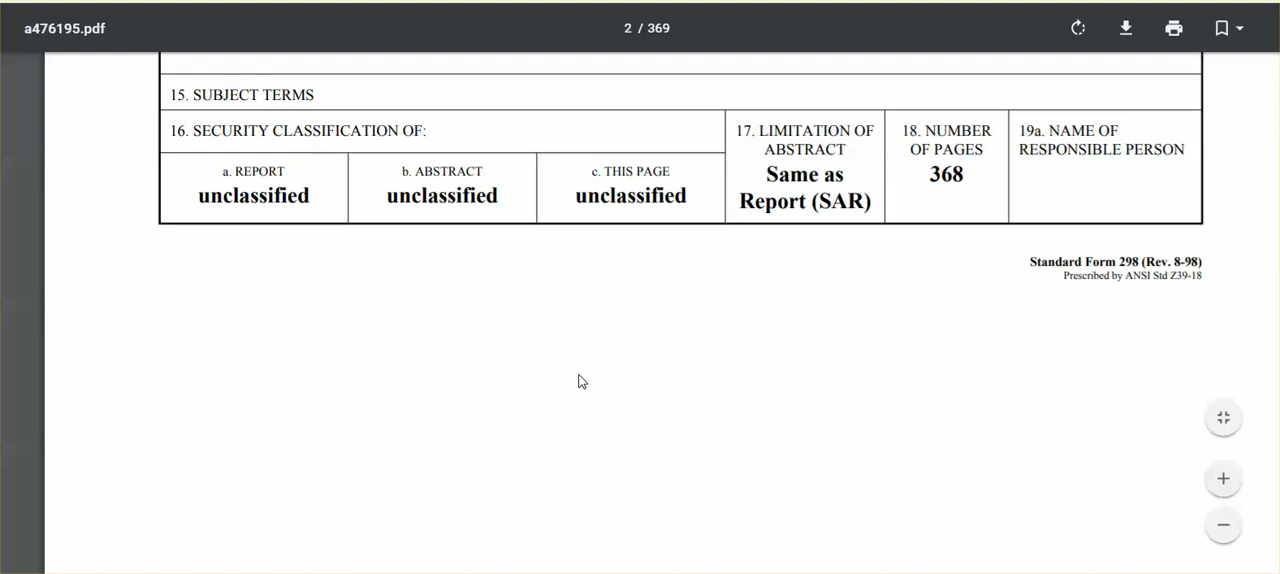 a476195.pdf
2 / 369
15. SUBJECT TERMS
16. SECURITY CLASSIFICATION OF:
a. REPORT
unclassified
b. ABSTRACT
unclassified
c. THIS PAGE
unclassified
17. LIMITATION OF
ABSTRACT
Same as
Report (SAR)
18. NUMBER
OF PAGES
368
19a. NAME OF
RESPONSIBLE PERSON
Standard Form 298 (Rev. 8-98)
Prescribed by ANSI Std Z39-18